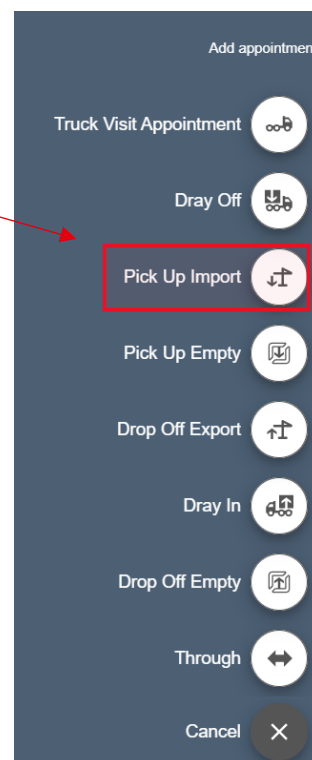 Add appointmen
Truck Visit Appointment
Dray Off
Pick Up Import
Pick Up Empty
Drop Off Export
Dray In
Drop Off Empty
Through
Cancel